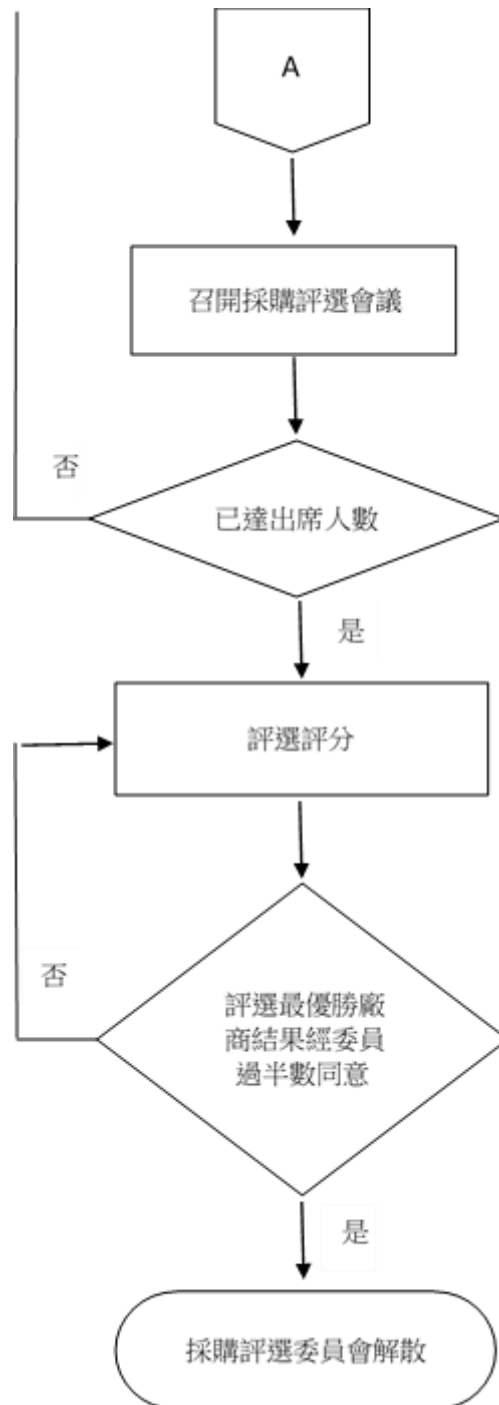 A
召開採購評選會議
否
已達出席人數
是
評選評分
否
評選最優勝廠
商結果經委員
過半數同意
是
採購評選委員會解散